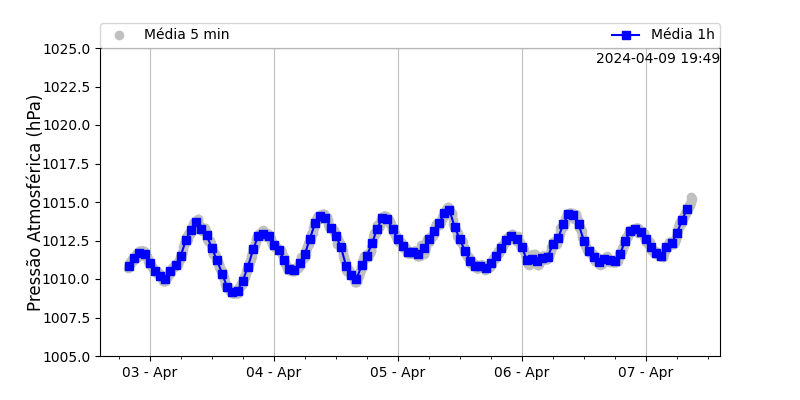 Média 5 min
Média 1h
2024-04-09 19:49
Pressão Atmosférica (hPa)
1025.0
1022.5
1020.0
1017.5
1015.0
1012.5
1010.0
1007.5
1005.0
03 - Apr
04 - Apr
05 - Apr
06 - Apr
07 - Apr